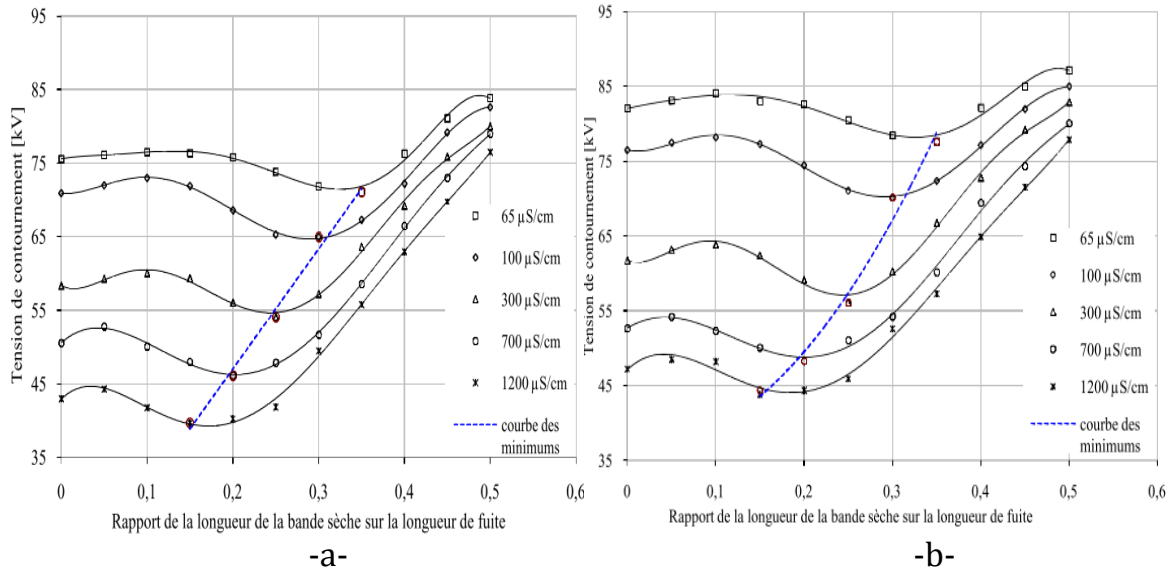 95
85
75
65
55
45
35
Tension de contournement [kV]
0 0,1 0,2 0,3 0,4 0,5 0,6
Rapport de la longueur de la bande sèche sur la longueur de fuite
65 µS/cm
100 µS/cm
300 µS/cm
700 µS/cm
1200 µS/cm
courbe des
minimums
-a-
95
85
75
65
55
45
35
Tension de contournement [kV]
0 0,1 0,2 0,3 0,4 0,5 0,6
Rapport de la longueur de la bande sèche sur la longueur de fuite
65 µS/cm
100 µS/cm
300 µS/cm
700 µS/cm
1200 µS/cm
courbe des
minimums
-b-